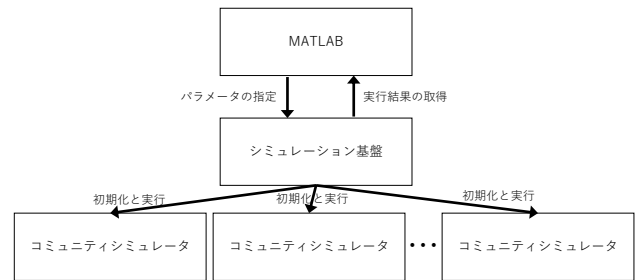 MATLAB
パラメータの指定
実行結果の取得
シミュレーション基盤
初期化と実行
初期化と実行
初期化と実行
コミュニティシミュレータ
コミュニティシミュレータ
•••
コミュニティシミュレータ